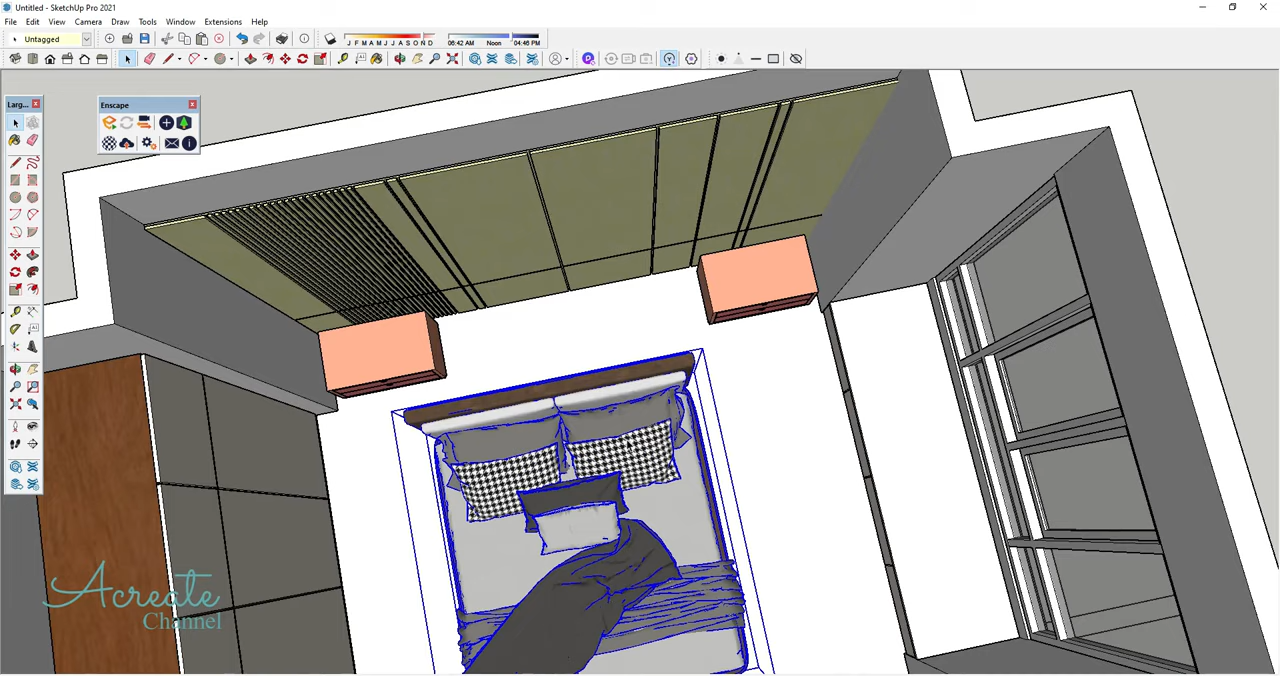 Untitled - SketchUp Pro 2021
File Edit View Camera Draw Tools Window Extensions Help
Untagged
J F M A M J J A S O N D
06:42 AM Noon 04:46 PM
Larg...
Enscape
Acreate
Channel